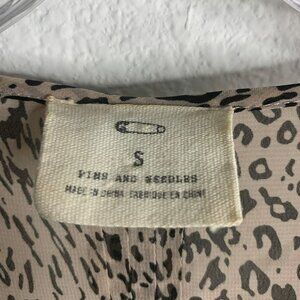 S
PINS AND NEEDLES
MADE IN CHINA FABRIQUE EN CHINE